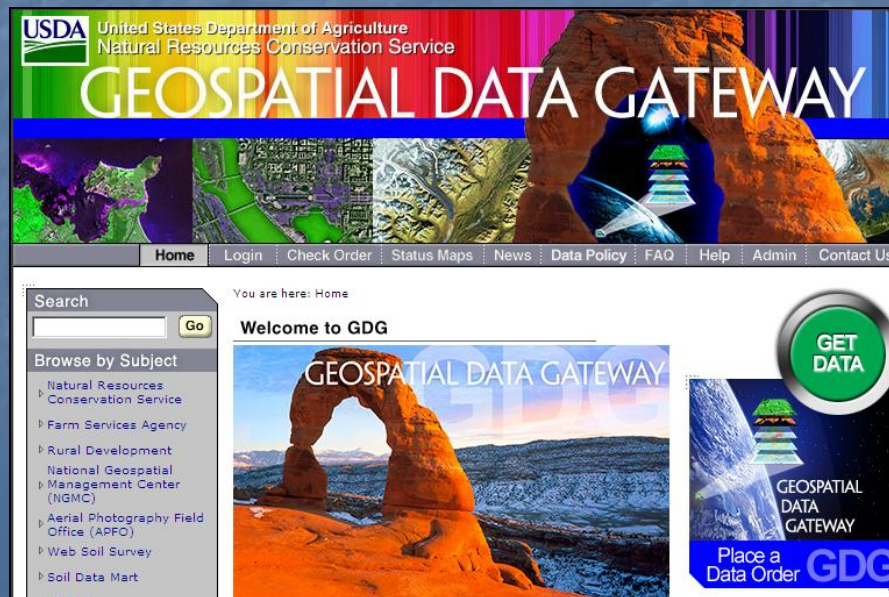 USDA
United States Department of Agriculture
Natural Resources Conservation Service
GEOSPATIAL DATA GATEWAY
Home Login Check Order Status Maps News Data Policy FAQ Help Admin Contact Us
Search
Go
Browse by Subject
Natural Resources
Conservation Service
Farm Services Agency
Rural Development
National Geospatial
Management Center
(NGMC)
Aerial Photography Field
Office (APFO)
Web Soil Survey
Soil Data Mart
You are here: Home
Welcome to GDG
GDG
GEOSPATIAL DATA GATEWAY
GET
DATA
GEOSPATIAL
DATA
GATEWAY
Place a
Data Order GDG